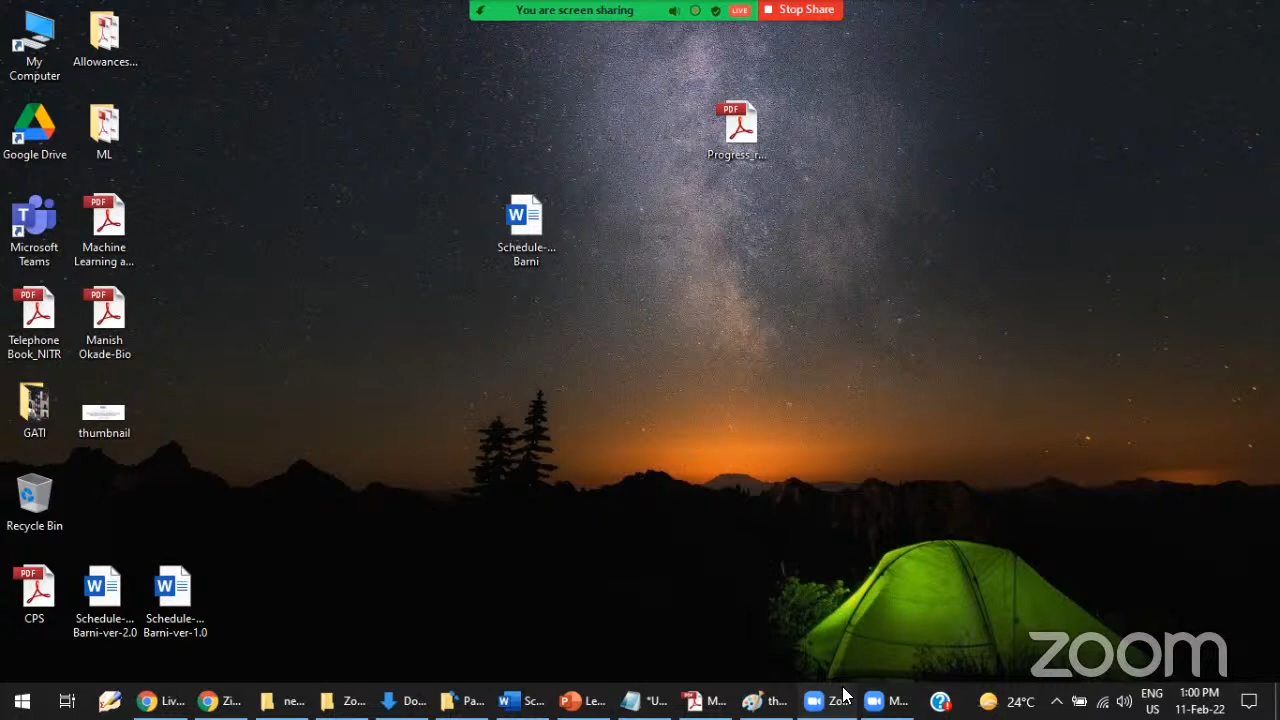 You are screen sharing
LIVE
Stop Share
My
Computer
Allowances...
Google Drive
ML
Progress_r...
Microsoft
Teams
Machine
Learning a...
Schedule-...
Barni
Telephone
Book_NITR
Manish
Okade-Bio
GATI
thumbnail
Recycle Bin
CPS
Schedule-...
Barni-ver-2.0
Schedule-...
Barni-ver-1.0
zoom
Liv...
Zi...
ne...
Zo...
Do...
Pa...
Sc...
Le...
"U...
M...
th...
Zo...
M...
24°C
ENG
US
1:00 PM
11-Feb-22